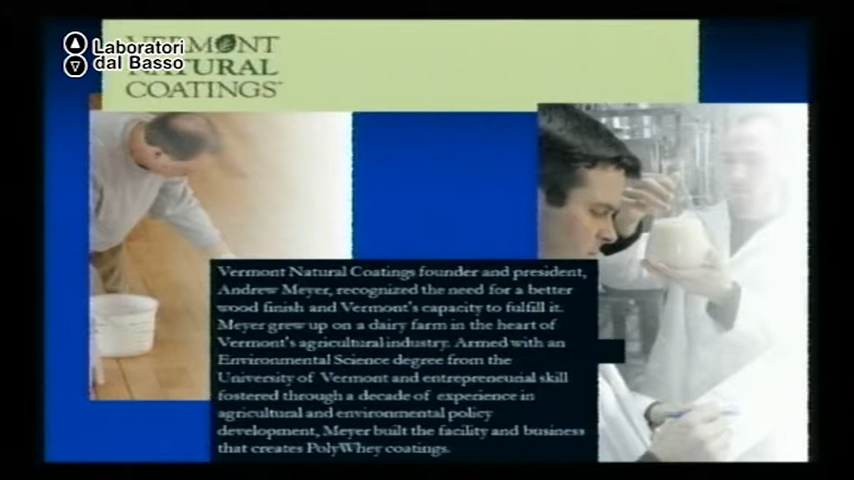 Laboratori
dal Basso
VERMONT
NATURAL
COATINGS™
Vermont Natural Coatings founder and president,
Andrew Meyer, recognized the need for a better
wood finish and Vermont's capacity to fulfill it.
Meyer grew up on a dairy farm in the heart of
Vermont's agricultural industry. Armed with an
Environmental Science degree from the
University of Vermont and entrepreneurial skill
fostered through a decade of experience in
agricultural and environmental policy
development, Meyer built the facility and business
that creates PolyWhey coatings.